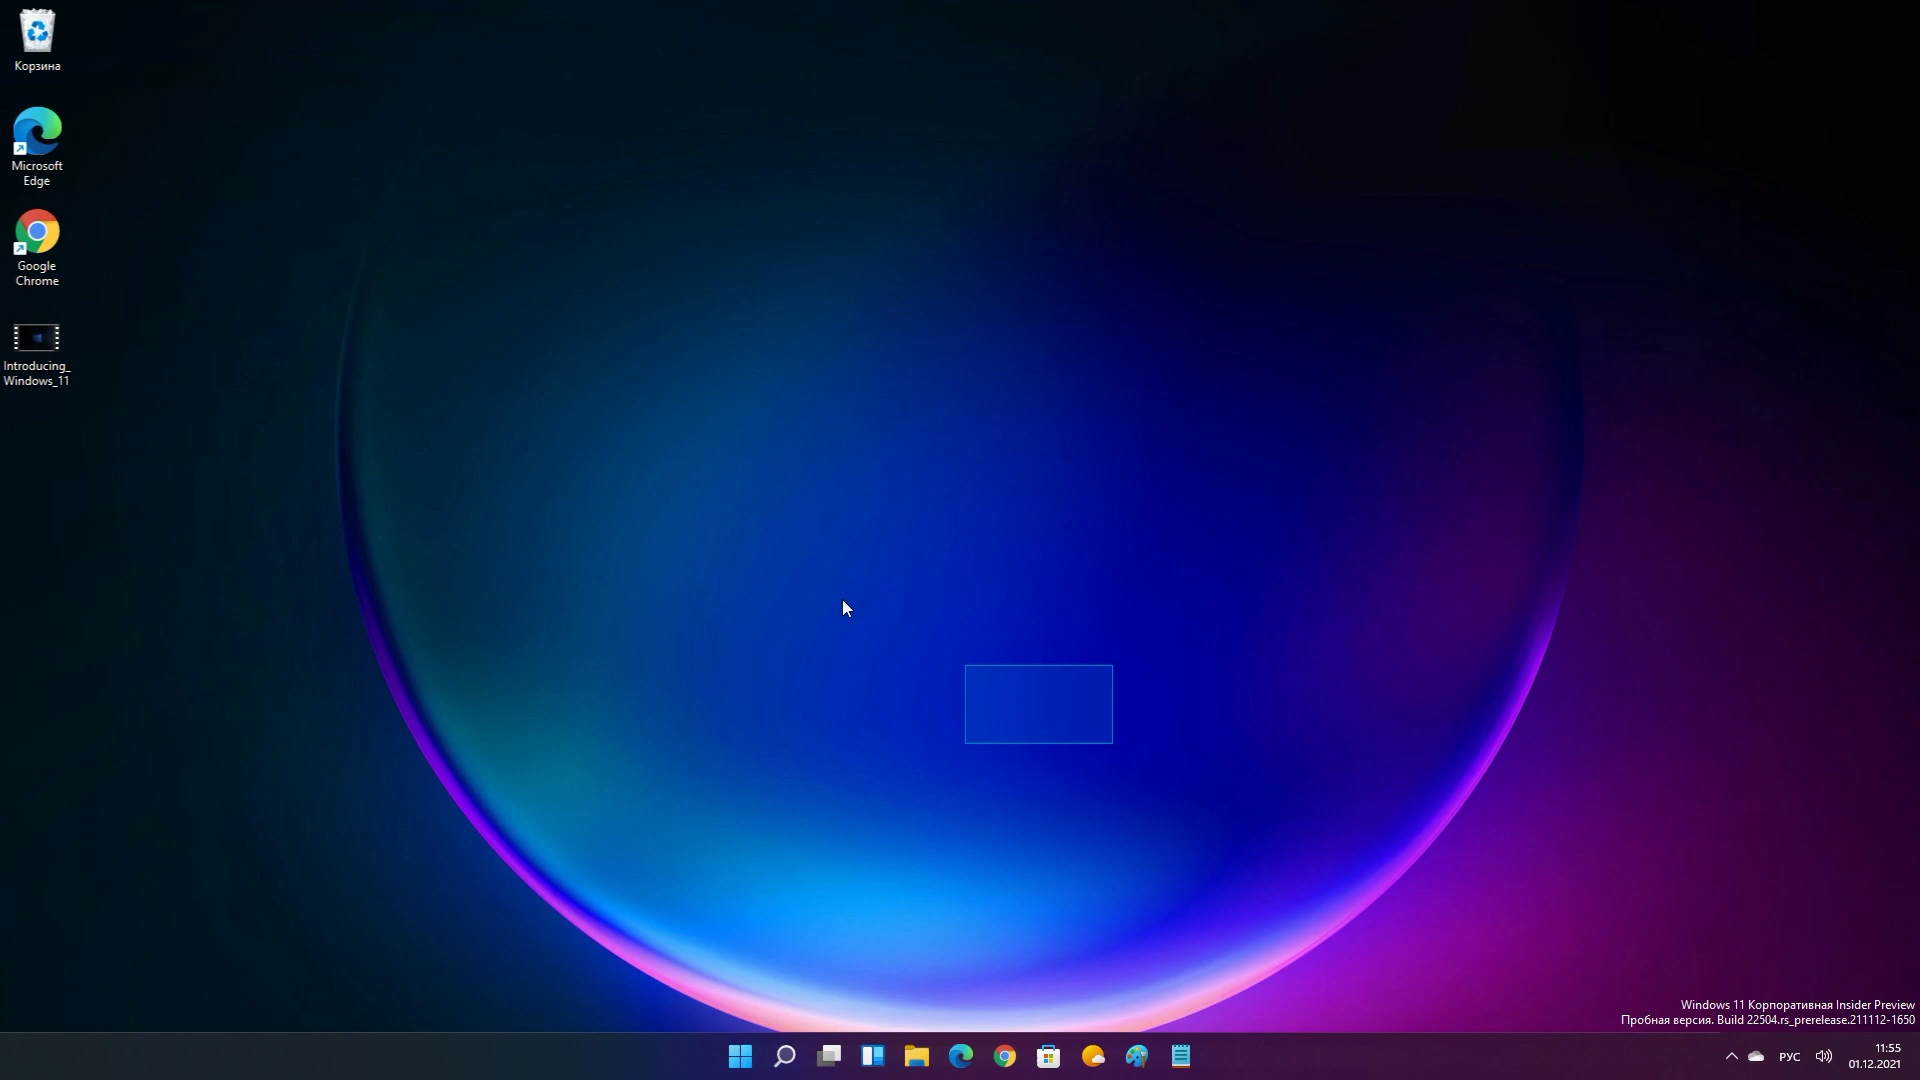 Корзина
Microsoft
Edge
Google
Chrome
Introducing_
Windows_11
Windows 11 Корпоративная Insider Preview
Пробная версия. Build 22504.rs_prerelease.211112-1650
РУС
11:55
01.12.2021